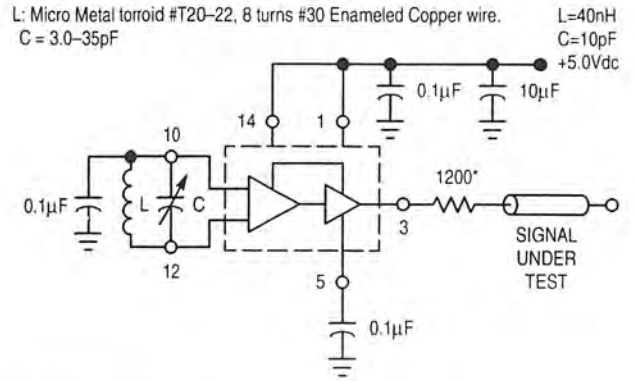 L: Micro Metal torroid #T20–22, 8 turns #30 Enameled Copper wire.
C = 3.0–35pF
L=40nH
C=10pF
+5.0Vdc
0.1µF
10µF
14
1
10
0.1µF
L
C
12
1200*
3
SIGNAL
UNDER
TEST
5
0.1µF